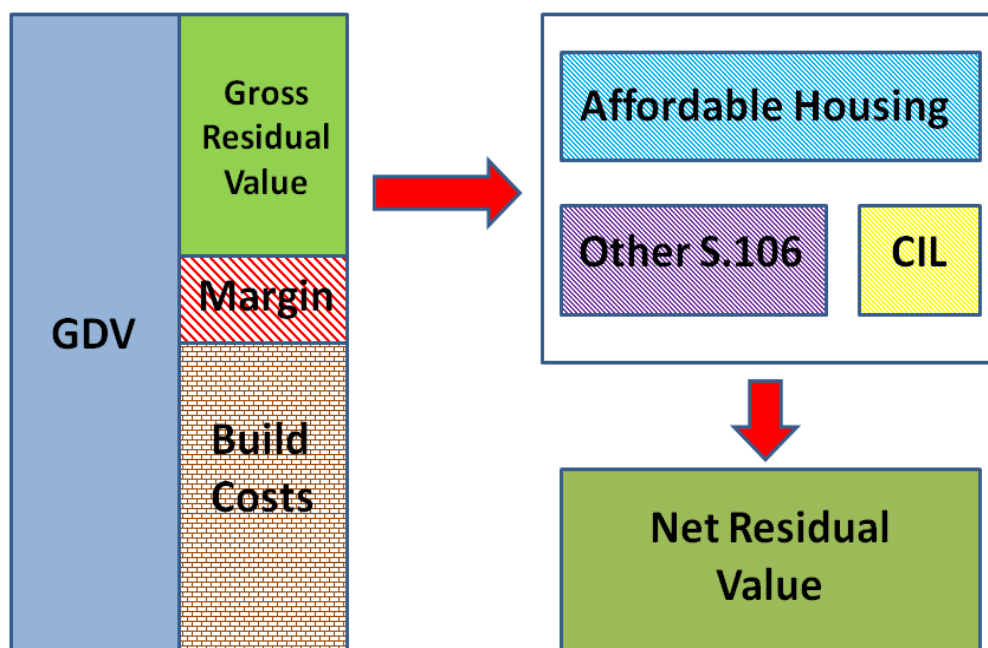 GDV
Gross
Residual
Value
Margin
Build
Costs
Affordable Housing
Other S.106
CIL
Net Residual
Value